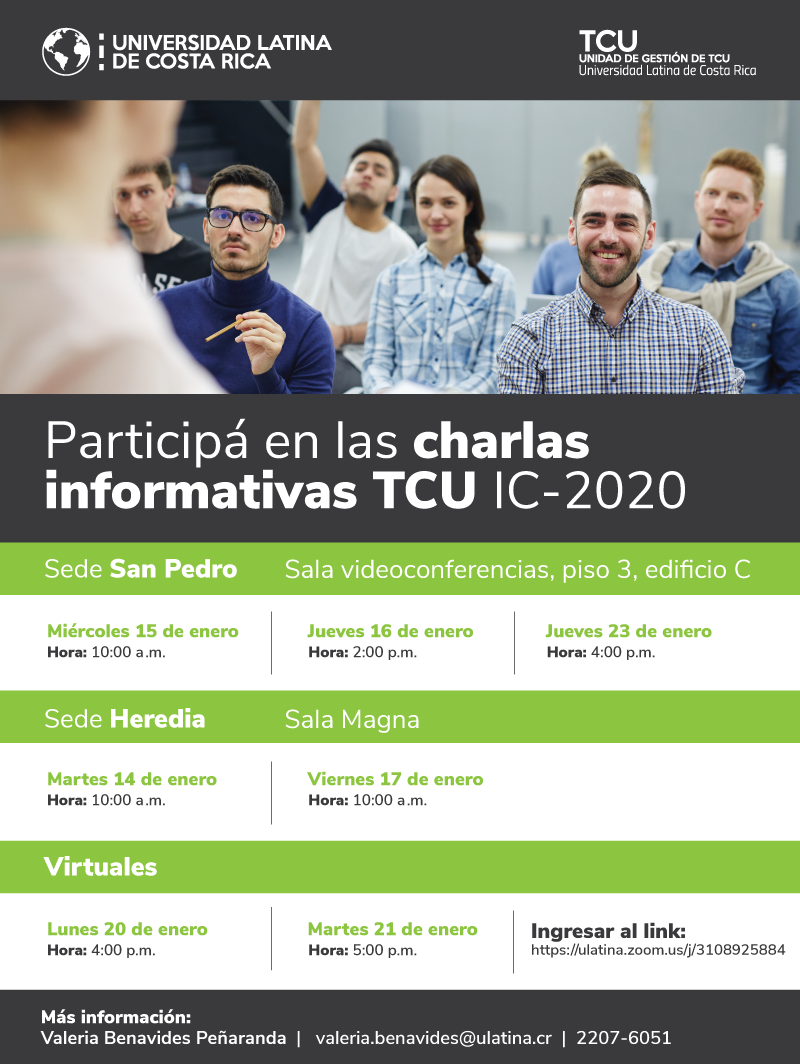 UNIVERSIDAD LATINA
DE COSTA RICA
TCU
UNIDAD DE GESTIÓN DE TCU
Universidad Latina de Costa Rica
Participá en las charlas
informativas TCU IC-2020
Sede San Pedro Sala videoconferencias, piso 3, edificio C
Miércoles 15 de enero
Hora: 10:00 a.m.
Jueves 16 de enero
Hora: 2:00 p.m.
Jueves 23 de enero
Hora: 4:00 p.m.
Sede Heredia Sala Magna
Martes 14 de enero
Hora: 10:00 a.m.
Viernes 17 de enero
Hora: 10:00 a.m.
Virtuales
Lunes 20 de enero
Hora: 4:00 p.m.
Martes 21 de enero
Hora: 5:00 p.m.
Ingresar al link:
https://ulatina.zoom.us/j/3108925884
Más información:
Valeria Benavides Peñaranda | valeria.benavides@ulatina.cr | 2207-6051